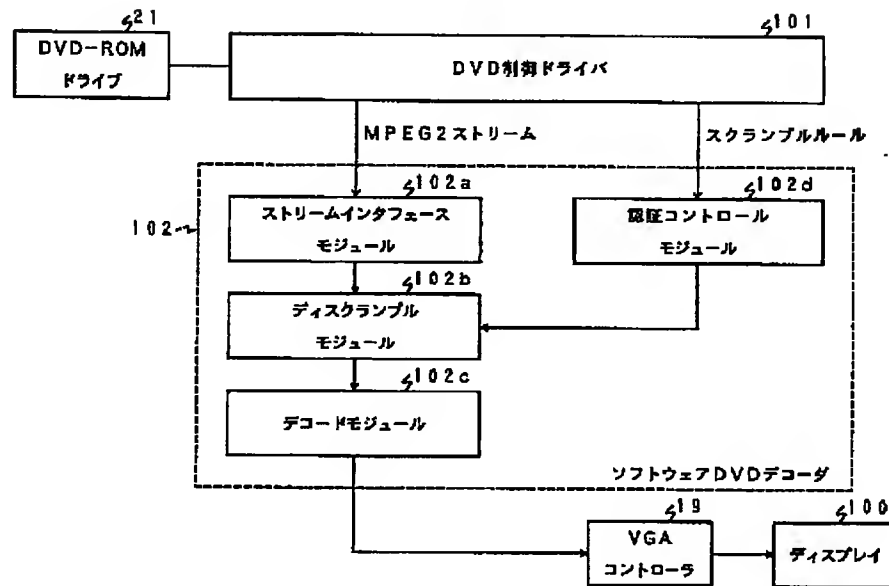 21
DVD-ROM
ドライブ
101
DVD制御ドライバ
MPEG2ストリーム
スクランブルルール
102
102a
ストリームインタフェース
モジュール
102d
認証コントロール
モジュール
102b
ディスクランブル
モジュール
102c
デコードモジュール
ソフトウェアDVDデコーダ
19
VGA
コントローラ
100
ディスプレイ